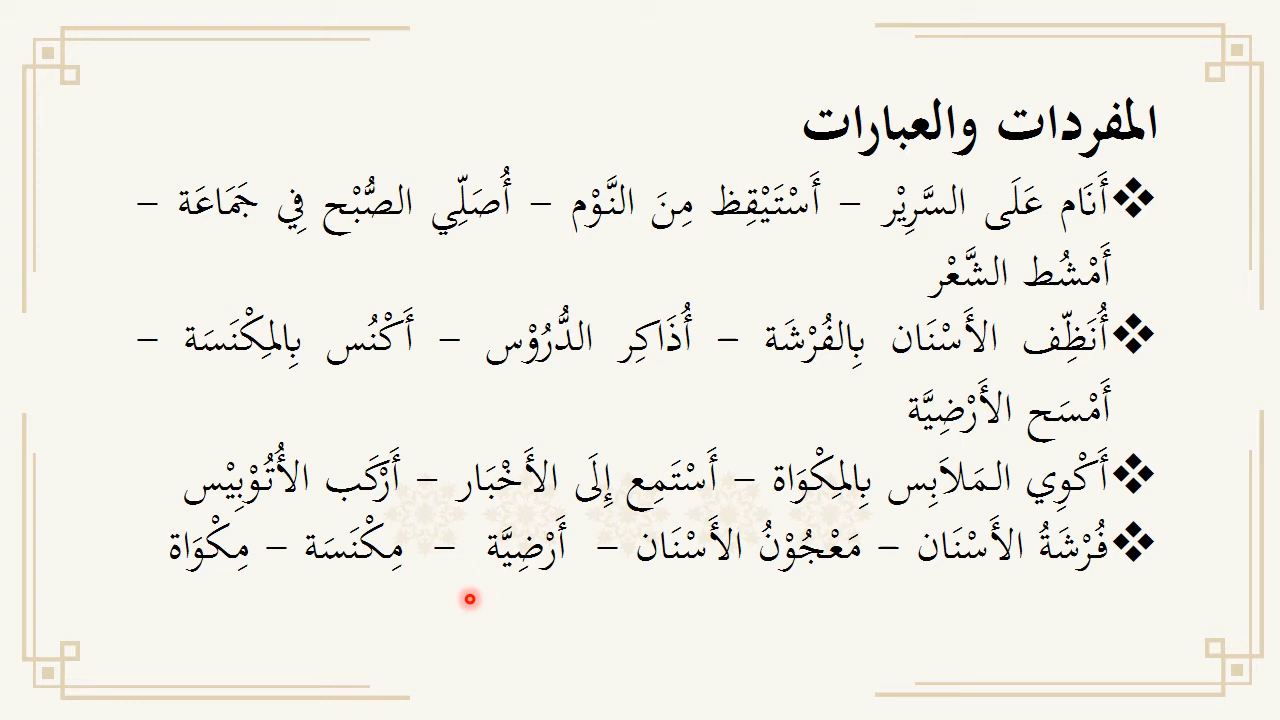 المفردات والعبارات
❖أَنَام عَلَى السَّرِيْر – أَسْتَيْقِظ مِنَ النَّوْم – أُصَلِّي الصُّبْح فِي جَمَاعَة –
أَمْشُط الشَّعْر
❖أُنَظِّف الأَسْنَان بِالفُرْشَة – أُذَاكِر الدُّرُوْس – أَكْنُس بِالمِكْنَسَة –
أَمْسَح الأَرْضِيَّة
❖أَكْوِي المَلاَبِس بِالمِكْوَاة – أَسْتَمِع إِلَى الأَخْبَار – أَرْكَب الأُتُوْبِيْس
❖فُرْشَةُ الأَسْنَان – مَعْجُوْنُ الأَسْنَان – أَرْضِيَّة – مِكْنَسَة – مِكْوَاة